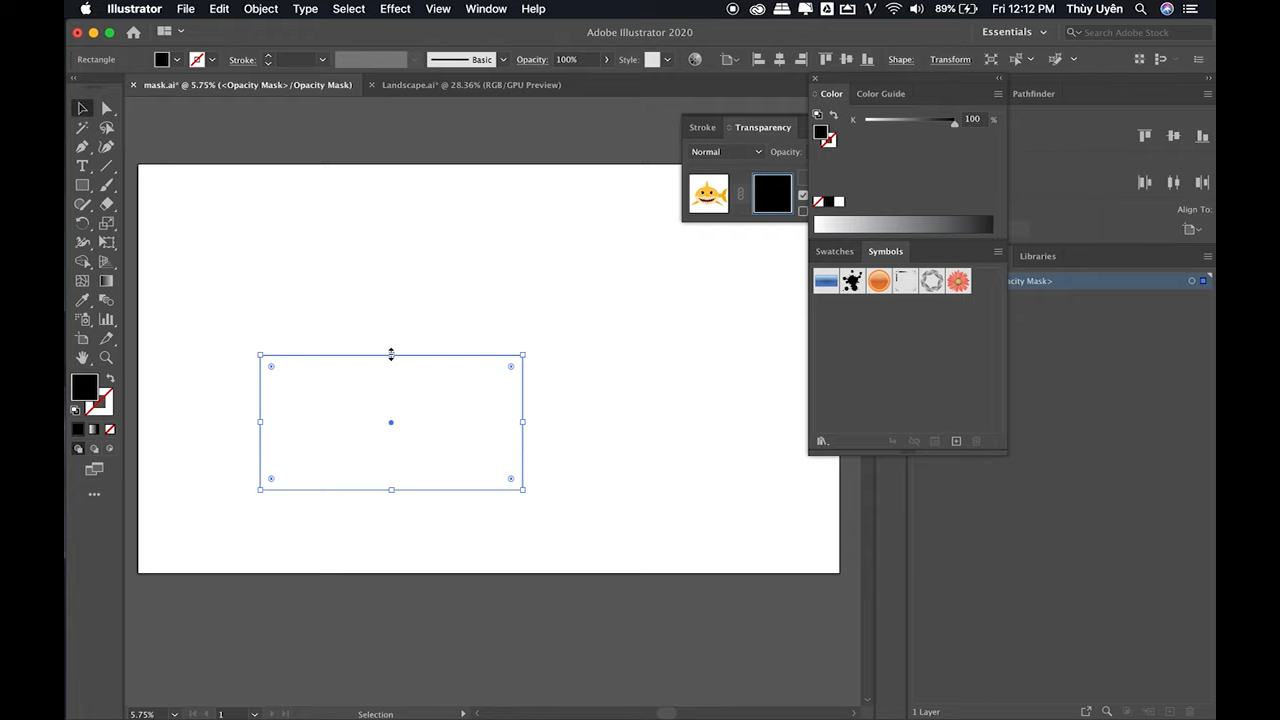 Illustrator File Edit Object Type Select Effect View Window Help 89% Fri 12:12 PM Thùy Uyên
Adobe Illustrator 2020 Essentials Search Adobe Stock
Rectangle Stroke: Basic Opacity: 100% Style: Shape: Transform
mask.ai* @ 5.75% (<Opacity Mask>/Opacity Mask) Landscape.ai* @ 28.36% (RGB/GPU Preview)
Color Color Guide Pathfinder
Stroke Transparency K 100 %
Normal Opacity:
Align To:
Swatches Symbols Libraries
acity Mask>
5.75% 1 Selection 1 Layer